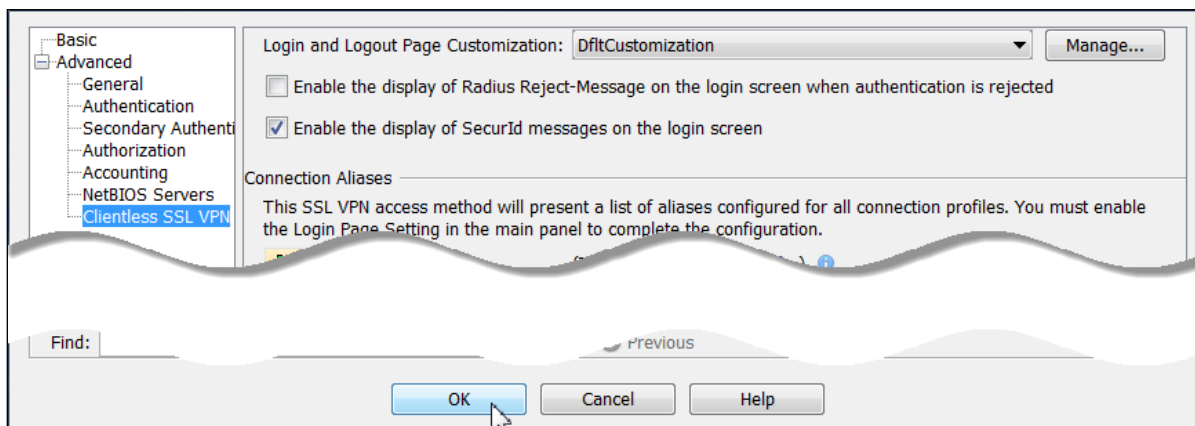 Basic
Advanced
General
Authentication
Secondary Authenti
Authorization
Accounting
NetBIOS Servers
Clientless SSL VPN
Login and Logout Page Customization: DfltCustomization Manage...
Enable the display of Radius Reject-Message on the login screen when authentication is rejected
Enable the display of SecurId messages on the login screen
Connection Aliases
This SSL VPN access method will present a list of aliases configured for all connection profiles. You must enable
the Login Page Setting in the main panel to complete the configuration.
Find: Previous
OK Cancel Help